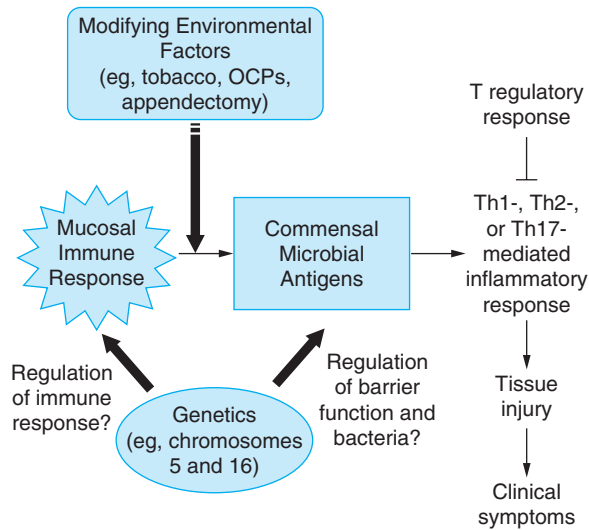 Modifying Environmental
Factors
(eg, tobacco, OCPs,
appendectomy)
T regulatory
response
Mucosal
Immune
Response
Commensal
Microbial
Antigens
Th1-, Th2-,
or Th17-
mediated
inflammatory
response
Regulation
of immune
response?
Genetics
(eg, chromosomes
5 and 16)
Regulation
of barrier
function and
bacteria?
Tissue
injury
Clinical
symptoms